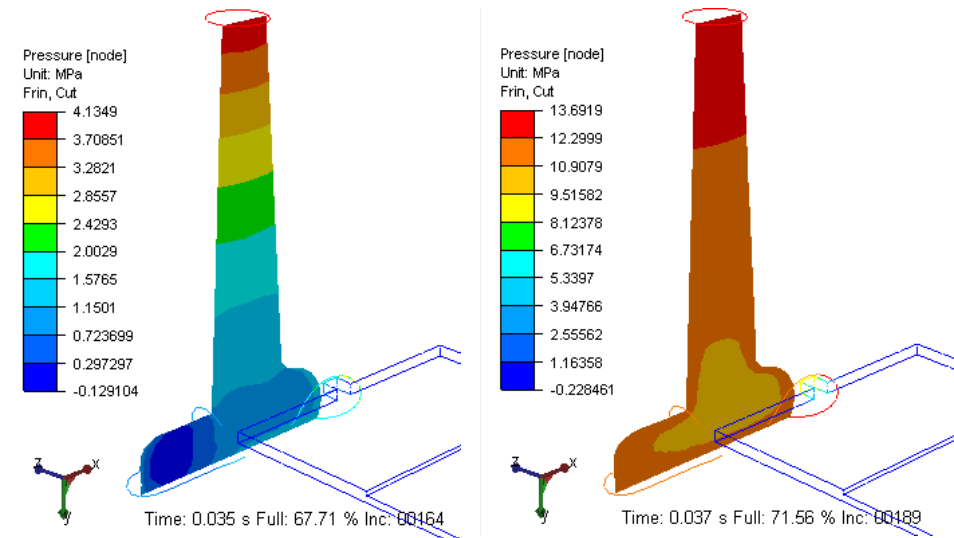 Pressure [node]
Unit: MPa
Frin, Cut
4.1349
3.70851
3.2821
2.8557
2.4293
2.0029
1.5765
1.1501
0.723699
0.297297
-0.129104
z
x
y
Time: 0.035 s Full: 67.71 % Inc: 00164
Pressure [node]
Unit: MPa
Frin, Cut
13.6919
12.2999
10.9079
9.51582
8.12378
6.73174
5.3397
3.94766
2.55562
1.16358
-0.228461
z
x
y
Time: 0.037 s Full: 71.56 % Inc: 00189